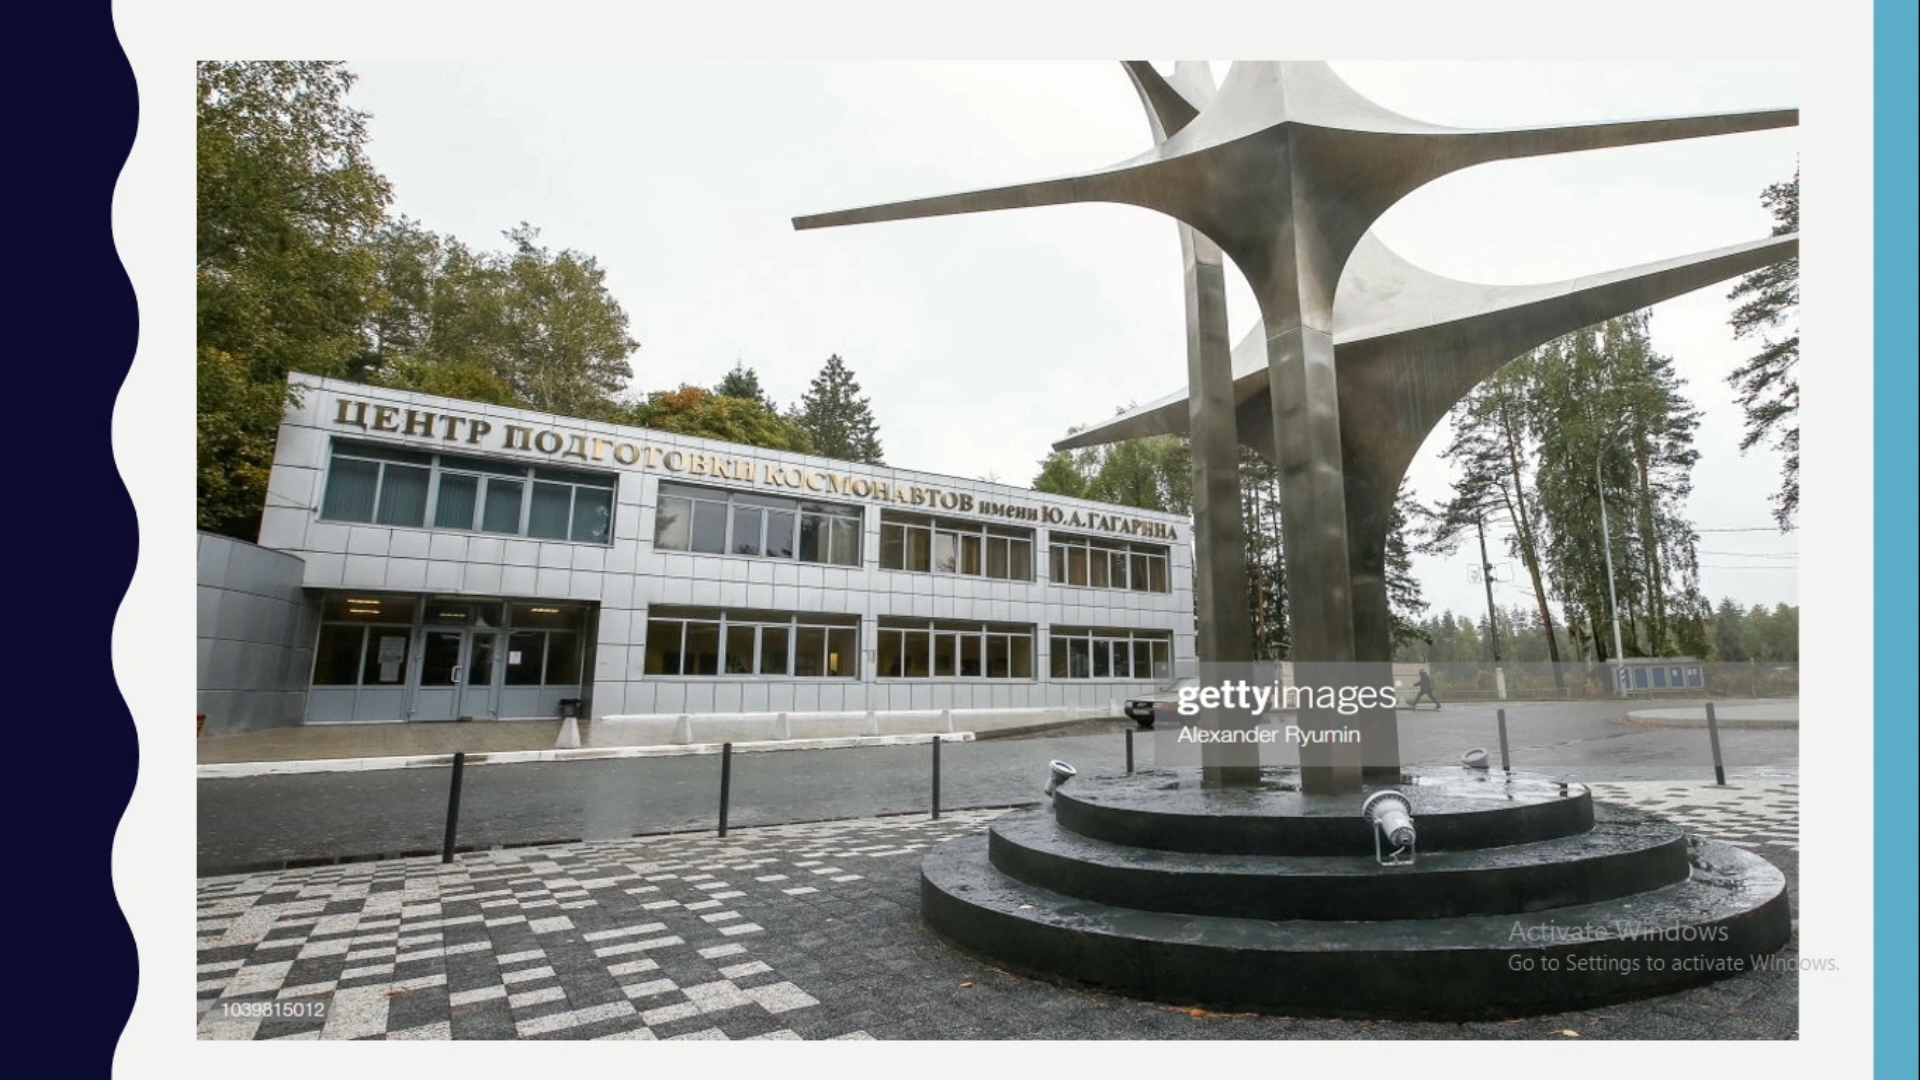 ЦЕНТР ПОДГОТОВКИ КОСМОНАВТОВ имени Ю.А.ГАГАРИНА
gettyimages
Alexander Ryumin
Activate Windows
Go to Settings to activate Windows.
1039815012